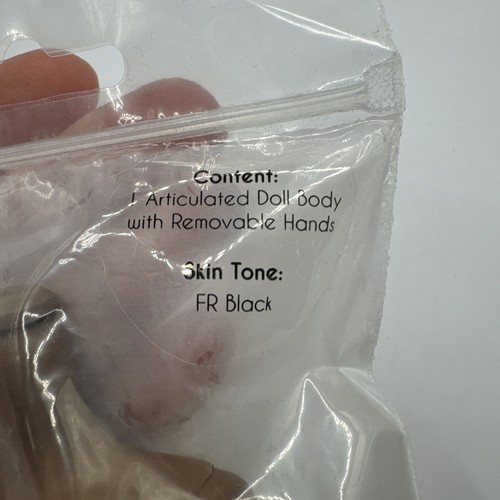 Content:
1 Articulated Doll Body
with Removable Hands
Skin Tone:
FR Black